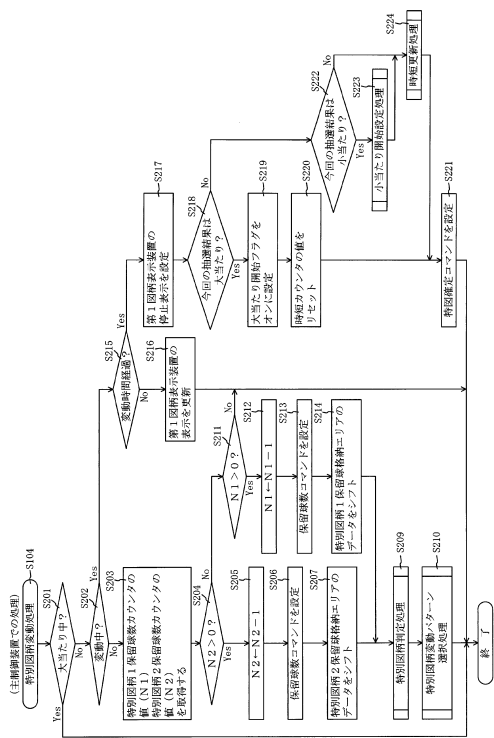 (主制御装置での処理)
特別図柄変動処理
S104
大当たり中?
S201
Yes
No
変動中?
S202
Yes
No
特別図柄1保留球数カウンタの
値(N1)
特別図柄2保留球数カウンタの
値(N2)
を取得する
S203
N2>0?
S204
No
Yes
N2←N2-1
S205
保留球数コマンドを設定
S206
特別図柄2保留球格納エリアの
データをシフト
S207
N1>0?
S211
No
Yes
N1←N1-1
S212
保留球数コマンドを設定
S213
特別図柄1保留球格納エリアの
データをシフト
S214
特別図柄判定処理
S209
特別図柄変動パターン
選択処理
S210
変動時間経過?
S215
Yes
No
第1図柄表示装置の
表示を更新
S216
第1図柄表示装置の
停止表示を設定
S217
今回の抽選結果は
大当たり?
S218
No
Yes
大当たり開始フラグを
オンに設定
S219
時短カウンタの値を
リセット
S220
今回の抽選結果は
小当たり?
S222
No
Yes
小当たり開始設定処理
S223
時短更新処理
S224
特図確定コマンドを設定
S221
終了